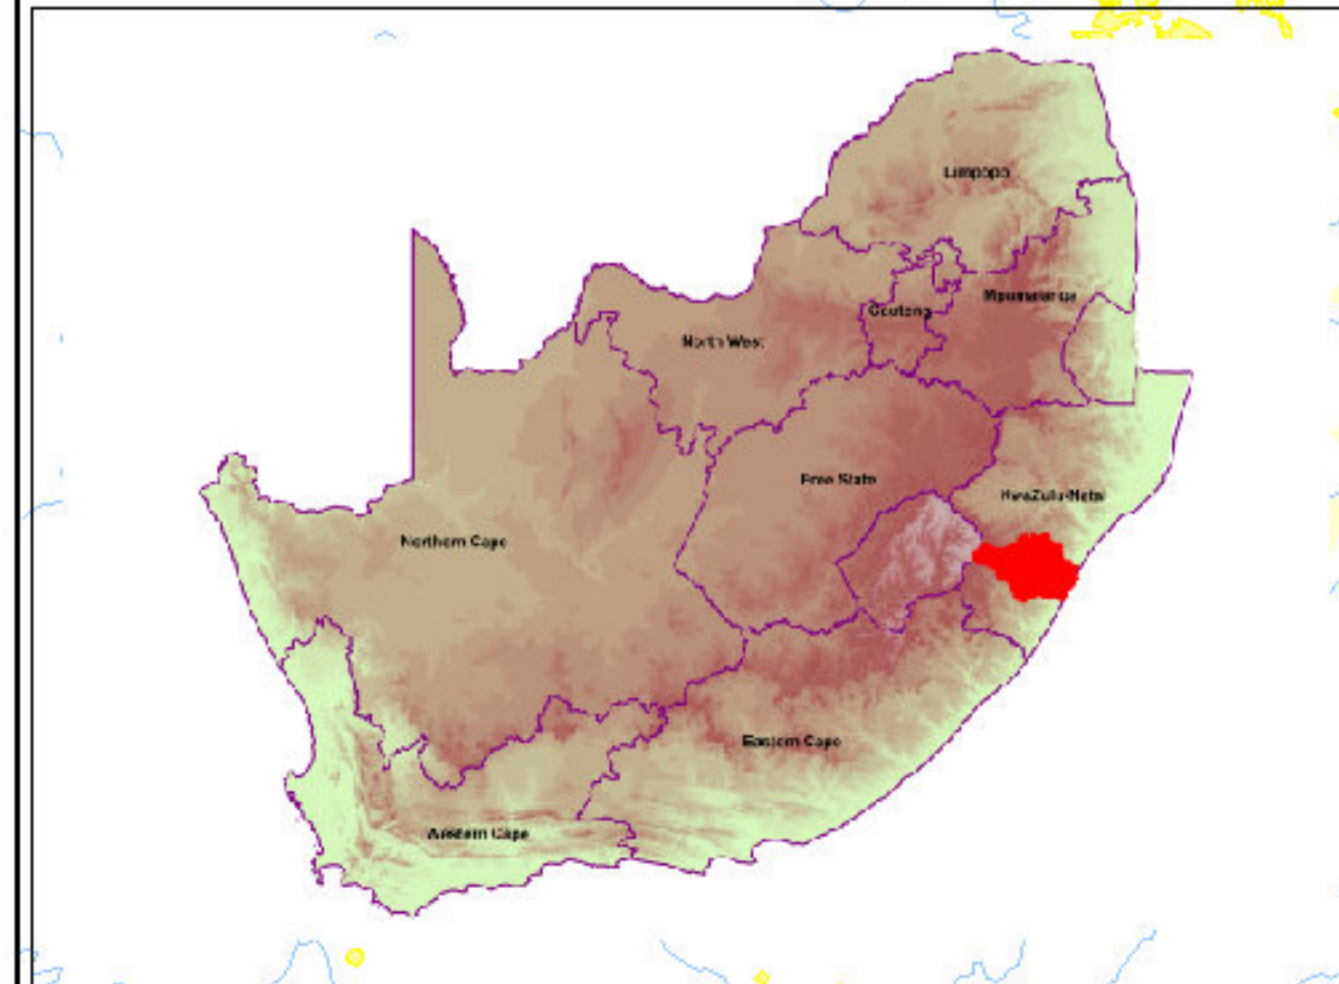 Limpopo
Mpumalanga
Gauteng
North West
Free State
KwaZulu-Natal
Northern Cape
Eastern Cape
Western Cape